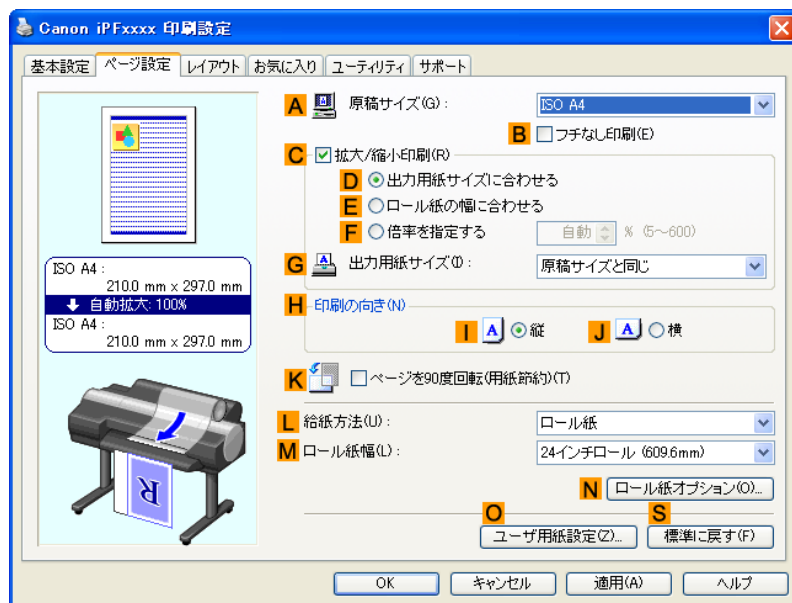 Canon iPFxxxx 印刷設定
基本設定 ページ設定 レイアウト お気に入り ユーティリティ サポート
A 原稿サイズ(G): ISO A4
B フチなし印刷(E)
C 拡大/縮小印刷(R)
D 出力用紙サイズに合わせる
E ロール紙の幅に合わせる
F 倍率を指定する 自動 % (5～600)
G 出力用紙サイズ(I): 原稿サイズと同じ
ISO A4 :
210.0 mm x 297.0 mm
自動拡大: 100%
ISO A4 :
210.0 mm x 297.0 mm
H 印刷の向き(N)
I A 縦 J A 横
K ページを90度回転(用紙節約)(T)
L 給紙方法(U): ロール紙
M ロール紙幅(L): 24インチロール (609.6mm)
R
N ロール紙オプション(O)...
O S
ユーザ用紙設定(Z)... 標準に戻す(F)
OK キャンセル 適用(A) ヘルプ